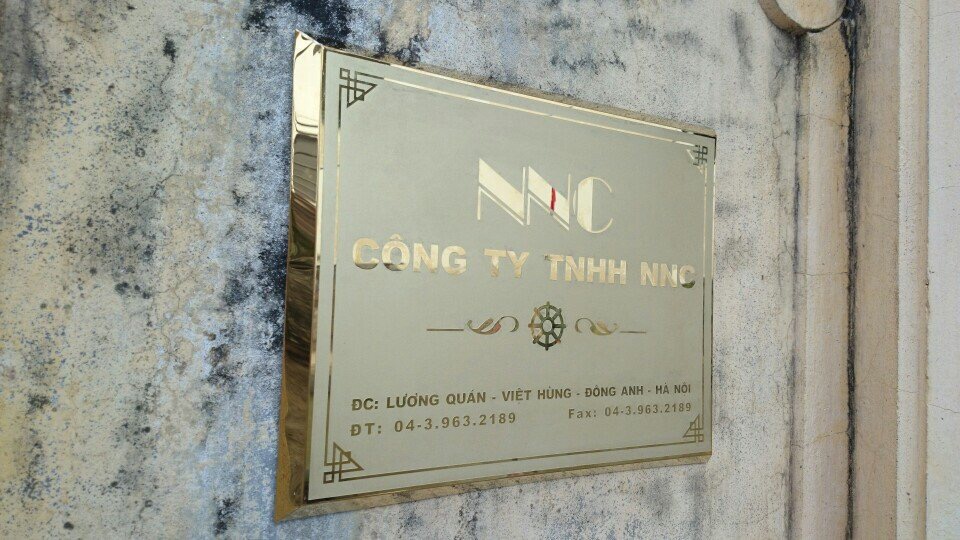 NNC
CÔNG TY TNHH NNC
ĐC: LƯƠNG QUÁN - VIỆT HÙNG - ĐÔNG ANH - HÀ NỘI
ĐT: 04-3.963.2189 Fax: 04-3.963.2189